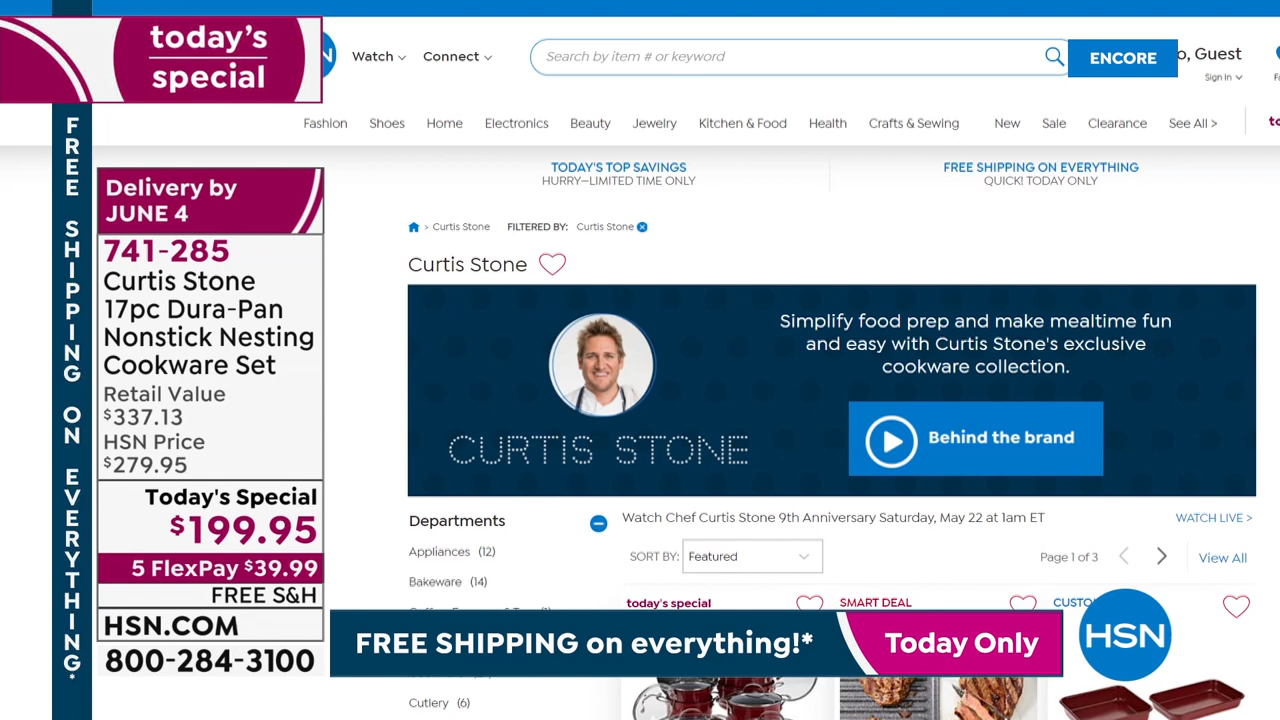 today's
special
FREE SHIPPING ON EVERYTHING*
Delivery by
JUNE 4
741-285
Curtis Stone
17pc Dura-Pan
Nonstick Nesting
Cookware Set
Retail Value
$337.13
HSN Price
$279.95
Today's Special
$199.95
5 FlexPay $39.99
FREE S&H
HSN.COM
800-284-3100
Watch
Connect
Search by item # or keyword
ENCORE
o, Guest
Sign In
Fashion
Shoes
Home
Electronics
Beauty
Jewelry
Kitchen & Food
Health
Crafts & Sewing
New
Sale
Clearance
See All >
TODAY'S TOP SAVINGS
HURRY—LIMITED TIME ONLY
FREE SHIPPING ON EVERYTHING
QUICK! TODAY ONLY
> Curtis Stone
FILTERED BY:
Curtis Stone
Curtis Stone
Simplify food prep and make mealtime fun
and easy with Curtis Stone's exclusive
cookware collection.
CURTIS STONE
Behind the brand
Departments
Appliances (12)
Bakeware (14)
Cutlery (6)
Watch Chef Curtis Stone 9th Anniversary Saturday, May 22 at 1am ET
WATCH LIVE >
SORT BY:
Featured
Page 1 of 3
View All
today's special
SMART DEAL
CUSTO
FREE SHIPPING on everything!*
Today Only
HSN